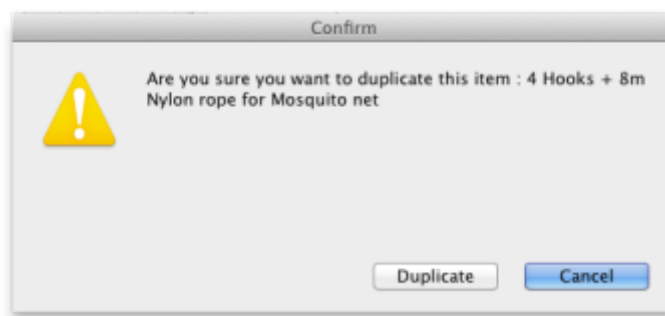 Confirm
Are you sure you want to duplicate this item : 4 Hooks + 8m
Nylon rope for Mosquito net
Duplicate
Cancel